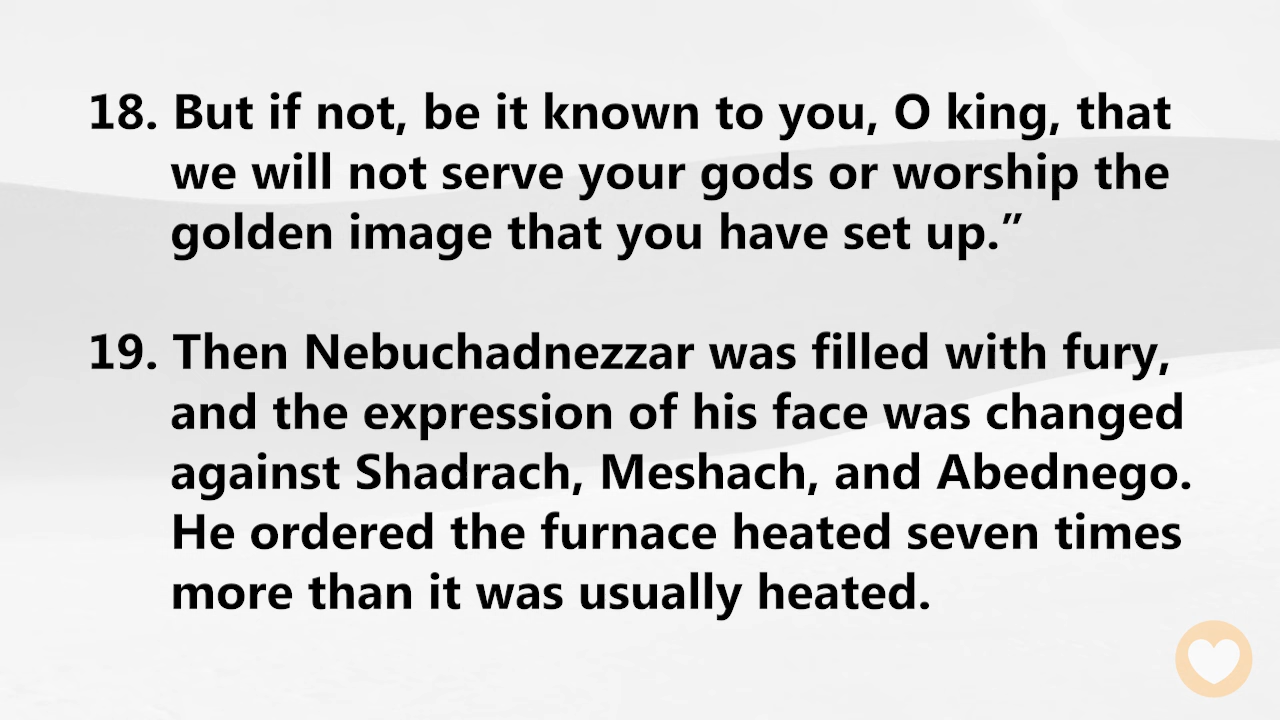 18. But if not, be it known to you, O king, that
we will not serve your gods or worship the
golden image that you have set up.”
19. Then Nebuchadnezzar was filled with fury,
and the expression of his face was changed
against Shadrach, Meshach, and Abednego.
He ordered the furnace heated seven times
more than it was usually heated.